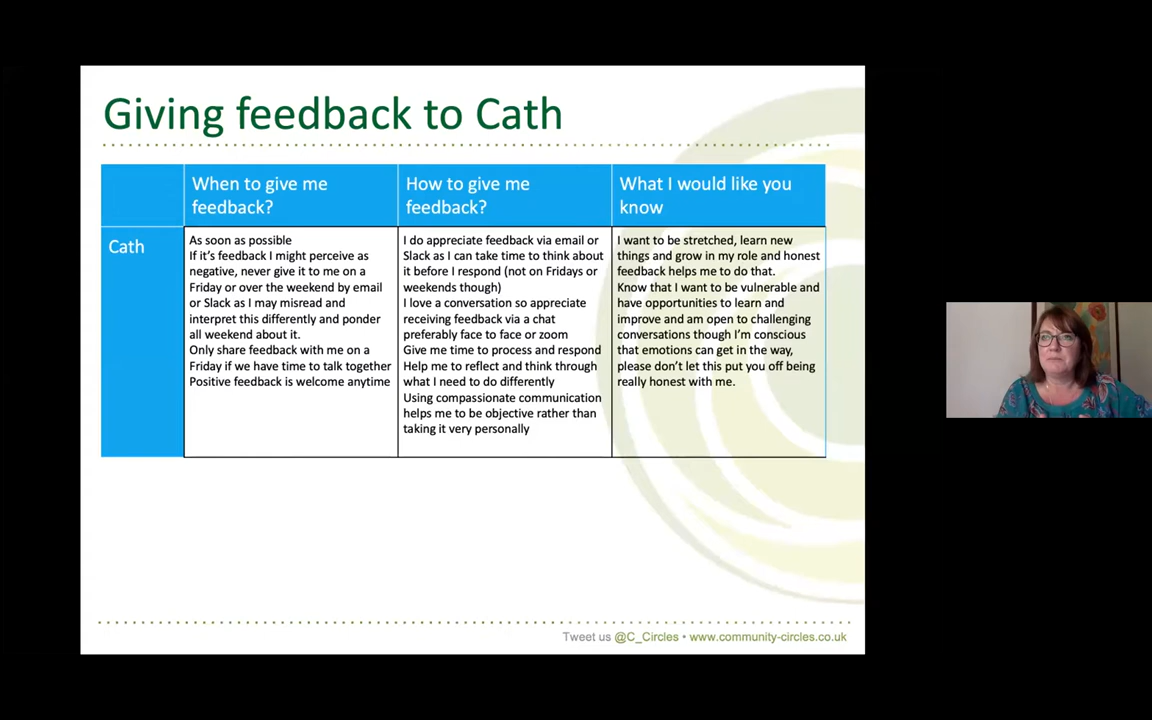 Giving feedback to Cath
When to give me
feedback?
How to give me
feedback?
What I would like you
know
Cath
As soon as possible
If it's feedback I might perceive as
negative, never give it to me on a
Friday or over the weekend by email
or Slack as I may misread and
interpret this differently and ponder
all weekend about it.
Only share feedback with me on a
Friday if we have time to talk together
Positive feedback is welcome anytime
I do appreciate feedback via email or
Slack as I can take time to think about
it before I respond (not on Fridays or
weekends though)
I love a conversation so appreciate
receiving feedback via a chat
preferably face to face or zoom
Give me time to process and respond
Help me to reflect and think through
what I need to do differently
Using compassionate communication
helps me to be objective rather than
taking it very personally
I want to be stretched, learn new
things and grow in my role and honest
feedback helps me to do that.
Know that I want to be vulnerable and
have opportunities to learn and
improve and am open to challenging
conversations though I'm conscious
that emotions can get in the way,
please don't let this put you off being
really honest with me.
Tweet us @C_Circles • www.community-circles.co.uk